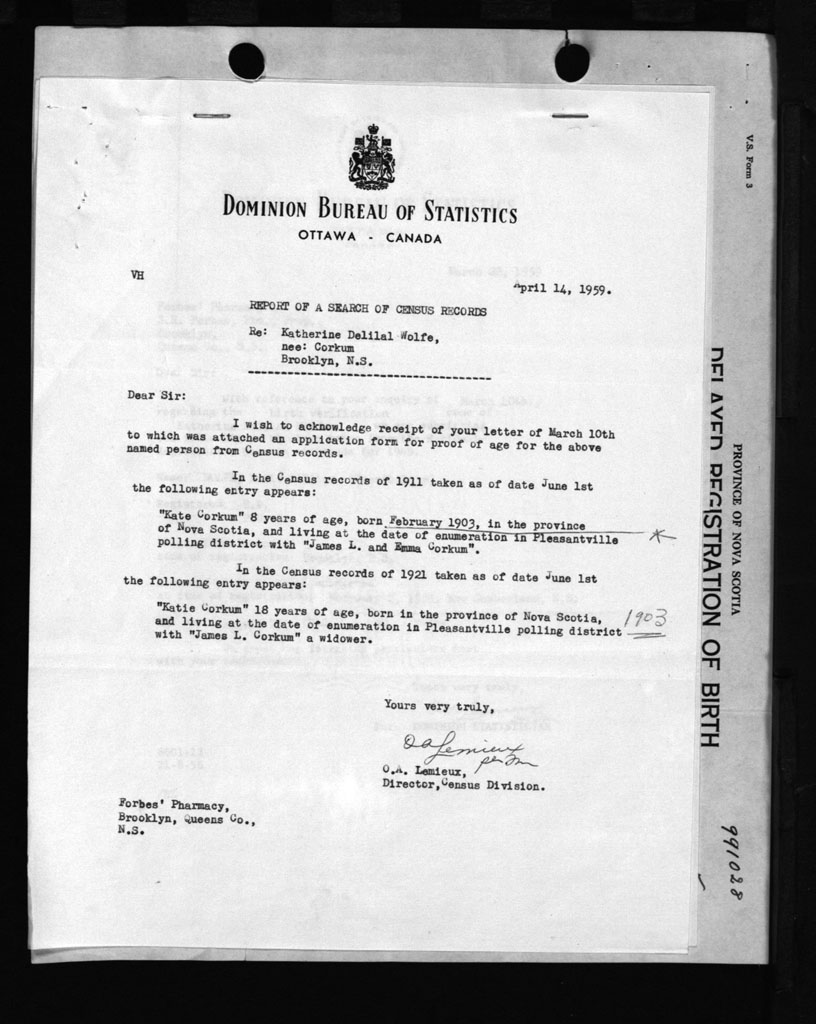 DOMINION BUREAU OF STATISTICS
OTTAWA - CANADA
VH
April 14, 1959.
REPORT OF A SEARCH OF CENSUS RECORDS
Re: Katherine Delilal Wolfe,
nee: Corkum
Brooklyn, N.S.
Dear Sir:
I wish to acknowledge receipt of your letter of March 10th
to which was attached an application form for proof of age for the above
named person from Census records.
In the Census records of 1911 taken as of date June 1st
the following entry appears:
"Kate Corkum" 8 years of age, born February 1903, in the province
of Nova Scotia, and living at the date of enumeration in Pleasantville
polling district with "James L. and Emma Corkum".
In the Census records of 1921 taken as of date June 1st
the following entry appears:
"Katie Corkum" 18 years of age, born in the province of Nova Scotia,
and living at the date of enumeration in Pleasantville polling district
with "James L. Corkum" a widower.
1903
Yours very truly,
OA Lemieux
per
O.A. Lemieux,
Director, Census Division.
Forbes' Pharmacy,
Brooklyn, Queens Co.,
N.S.
V.S. Form 3
PROVINCE OF NOVA SCOTIA
DELAYED REGISTRATION OF BIRTH
991028